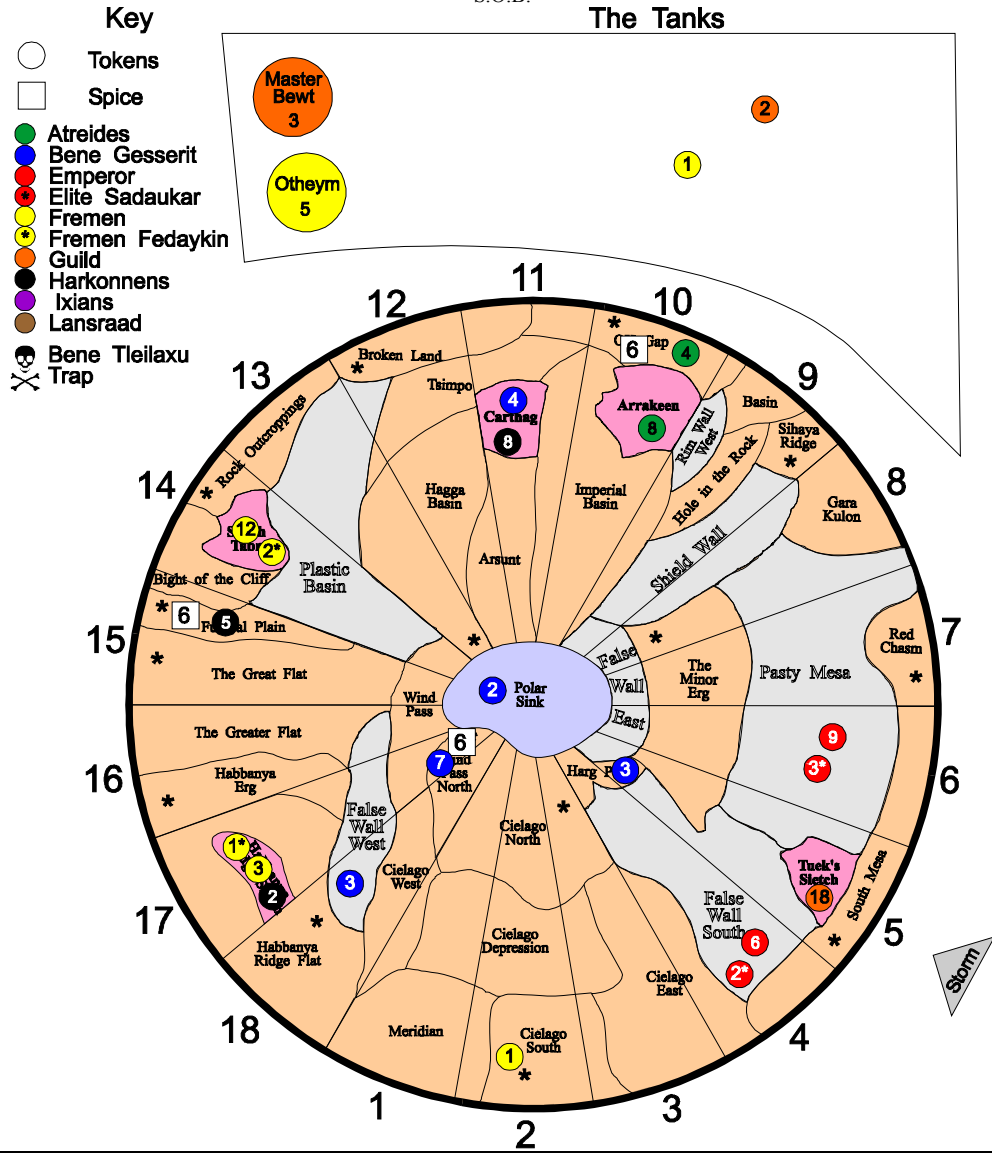 S.O.B.
Key
The Tanks
Tokens
Spice
Atreides
Bene Gesserit
Emperor
Elite Sadaukar
*
Fremen
Fremen Fedaykin
*
Guild
Harkonnens
Ixians
Lansraad
Bene Tleilaxu
Trap
Master
Bewt
3
Otheym
5
2
1
11
12
10
13
9
14
8
15
7
16
6
17
5
18
4
1
3
2
Storm
Broken Land
*
Tsimpo
4
Carthag
8
*
6
Gap
4
Arrakeen
8
Rim Wall
West
Basin
Hole in the Rock
Sihaya
Ridge
*
Gara
Kulon
Shield Wall
Rock Outcroppings
*
12
2*
Bight of the Cliff
*
6
5
Plain
*
The Great Flat
Plastic
Basin
Hagga
Basin
Arsunt
Imperial
Basin
*
False
Wall
East
*
The
Minor
Erg
Pasty Mesa
Red
Chasm
*
9
3*
2
Polar
Sink
Wind
Pass
6
7
Pass
North
Harg
3
*
The Greater Flat
Habbanya
Erg
*
1*
3
2
False
Wall
West
3
Cielago
West
*
Habbanya
Ridge Flat
Cielago
North
Cielago
Depression
Meridian
Cielago
South
1
*
Cielago
East
False
Wall
South
6
2*
Tuek's
Sietch
18
South Mesa
*